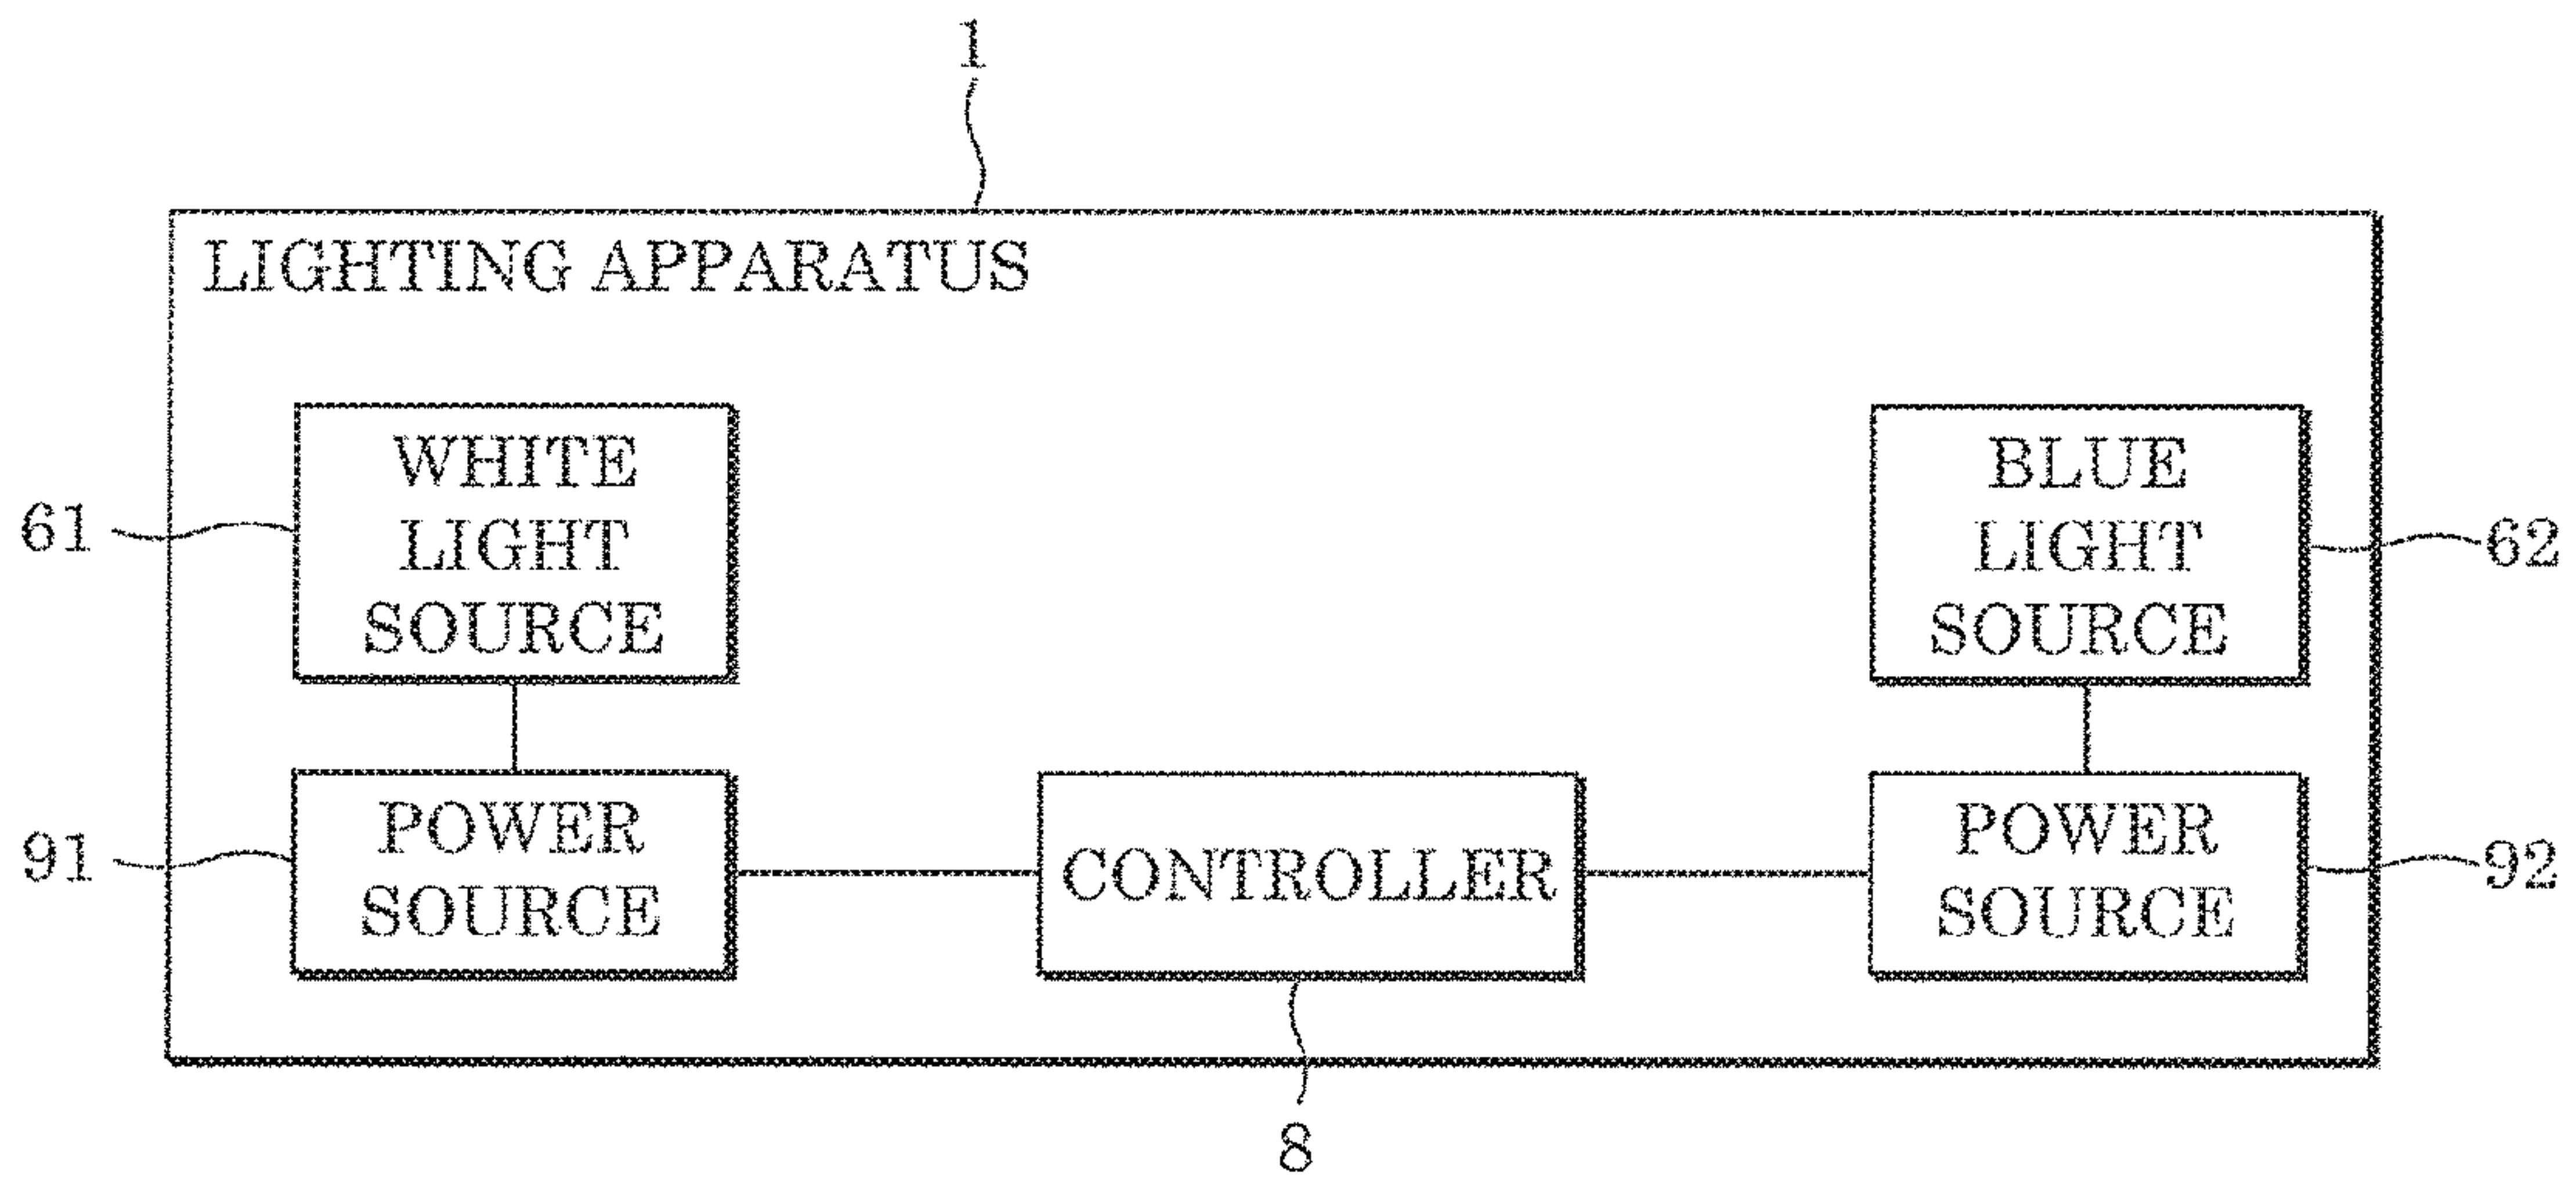 1
LIGHTING APPARATUS
WHITE
LIGHT
SOURCE
61
BLUE
LIGHT
SOURCE
62
POWER
SOURCE
91
CONTROLLER
8
POWER
SOURCE
92